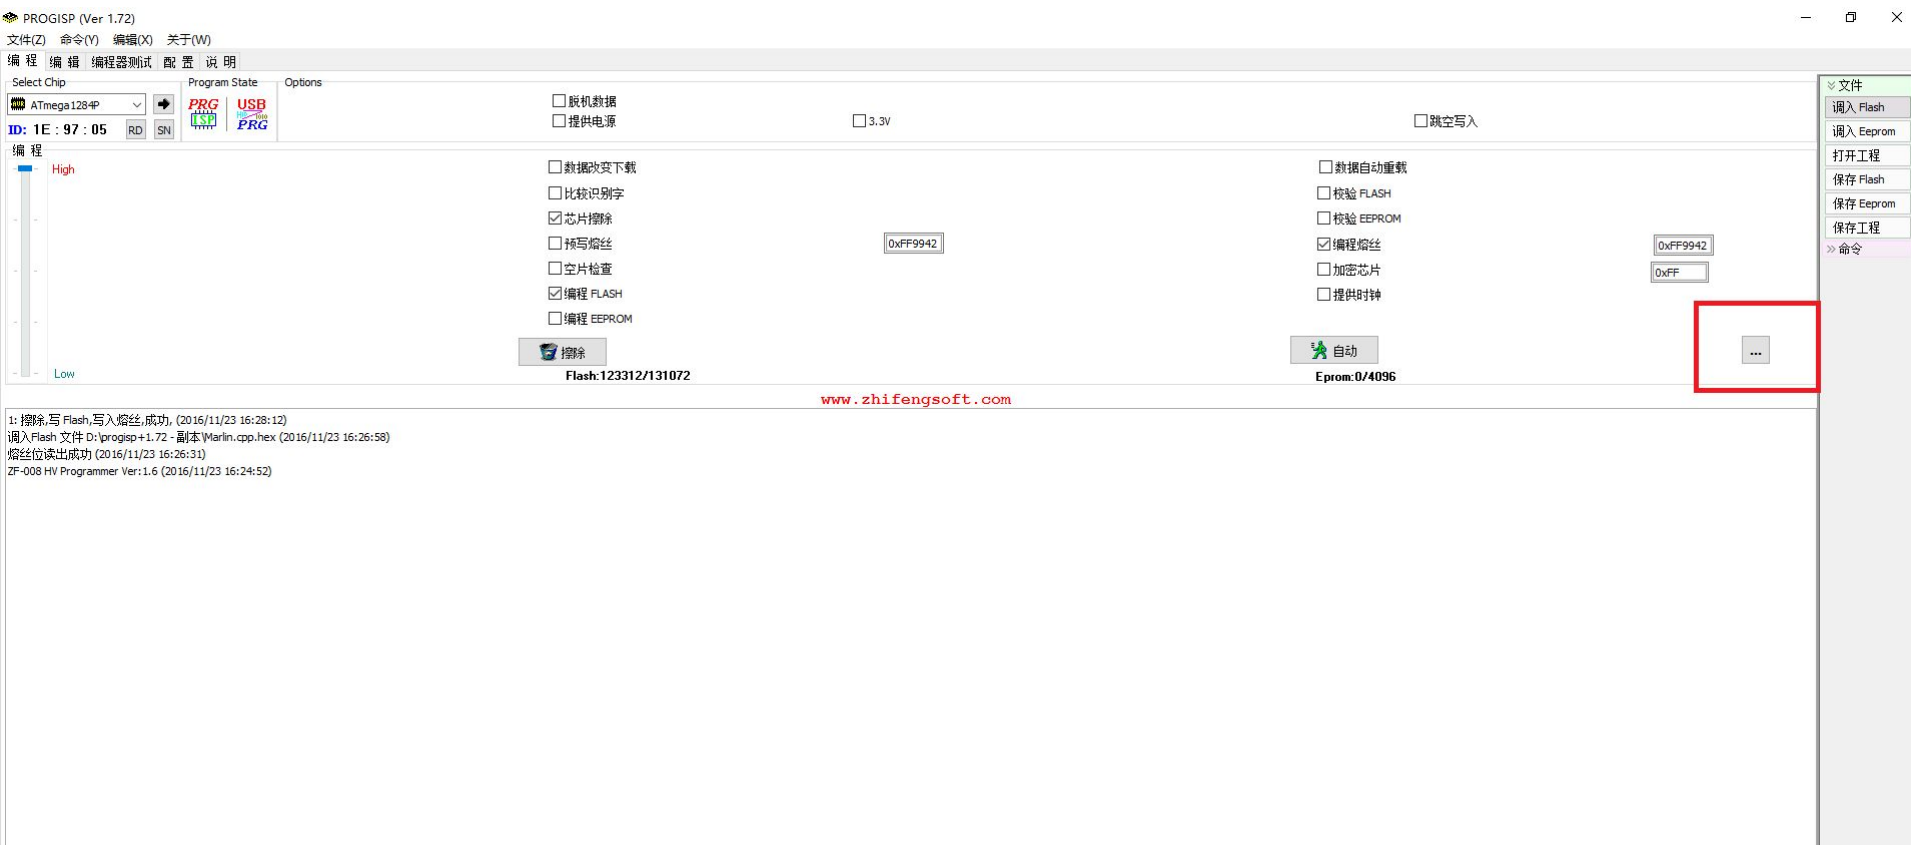 PROGISP (Ver 1.72)
文件(Z) 命令(Y) 编辑(X) 关于(W)
编 程 编 辑 编程器测试 配 置 说 明
Select Chip Program State Options
ATmega1284P
PRG ISP USB PRG
ID: 1E : 97 : 05 RD SN
脱机数据
提供电源 3.3V 跳空写入
编 程
High
数据改变下载 数据自动重载
比较识别字 校验 FLASH
芯片擦除 校验 EEPROM
预写熔丝 0xFF9942 编程熔丝 0xFF9942
空片检查 加密芯片 0xFF
编程 FLASH 提供时钟
编程 EEPROM
擦除 自动 ...
Low
Flash:123312/131072 Eprom:0/4096
www.zhifengsoft.com
1: 擦除,写 Flash,写入熔丝,成功, (2016/11/23 16:28:12)
调入Flash 文件 D:\progisp+1.72 - 副本\Marlin.cpp.hex (2016/11/23 16:26:58)
熔丝位读出成功 (2016/11/23 16:26:31)
ZF-008 HV Programmer Ver:1.6 (2016/11/23 16:24:52)
文件
调入 Flash
调入 Eeprom
打开工程
保存 Flash
保存 Eeprom
保存工程
命令